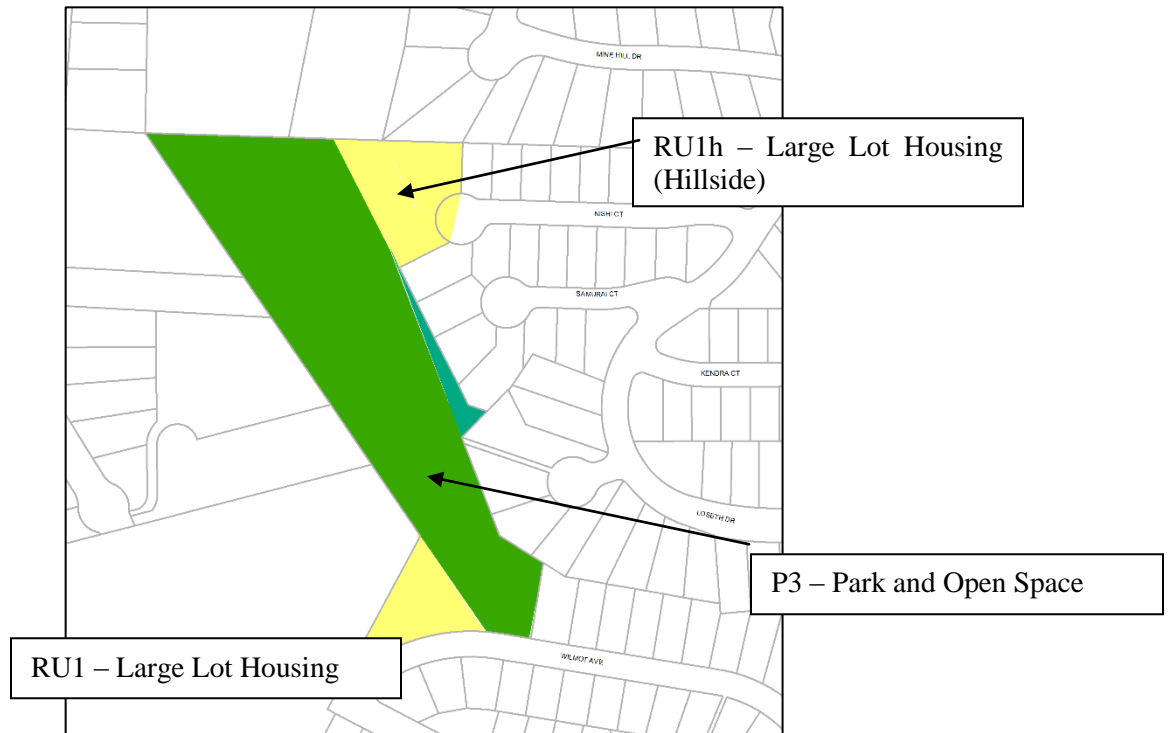 MINE HILL DR
RU1h – Large Lot Housing
(Hillside)
NISHI CT
SAMURAI CT
KENDRA CT
LOSETH DR
P3 – Park and Open Space
WILMOT AVE
RU1 – Large Lot Housing